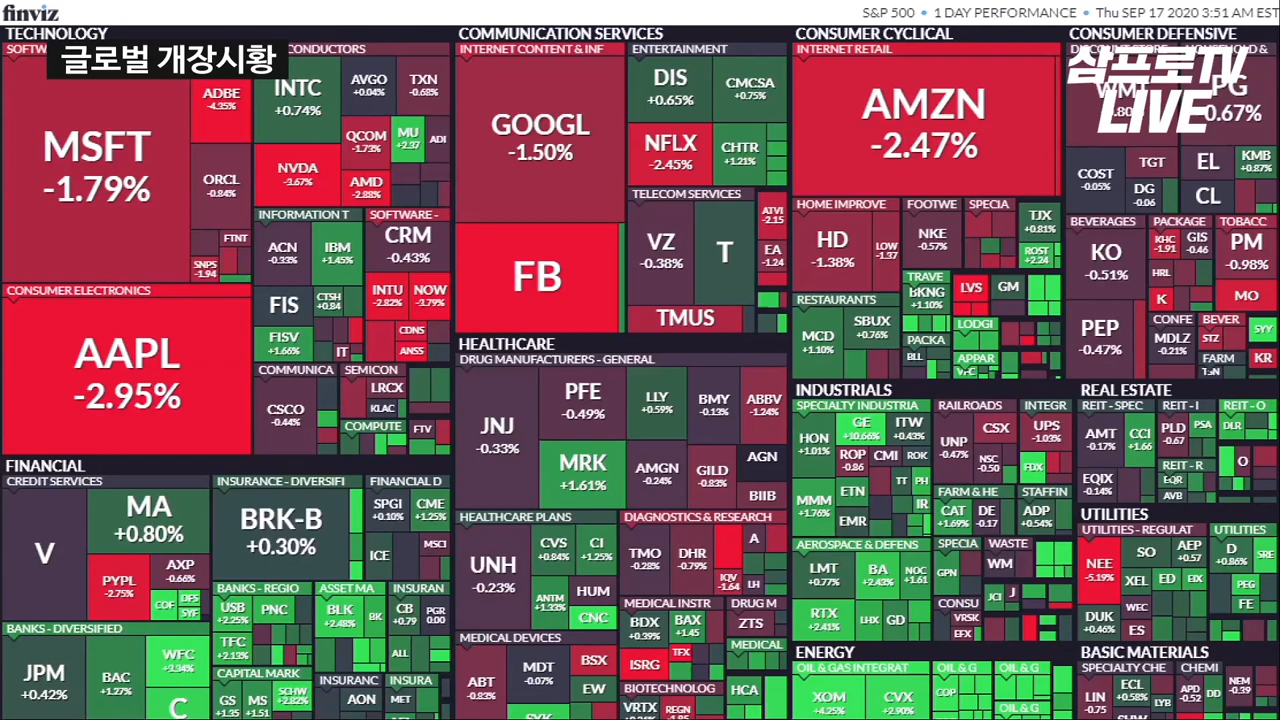 finviz
S&P 500 • 1 DAY PERFORMANCE • Thu SEP 17 2020 3:51 AM EST
글로벌 개장시황
삼프로TV
LIVE
TECHNOLOGY
CONDUCTORS
MSFT
-1.79%
ADBE
-4.35%
ORCL
-0.84%
FTNT
SNPS
-1.94
INTC
+0.74%
AVGO
+0.04%
TXN
-0.68%
QCOM
-1.73%
MU
+2.37
ADI
NVDA
-3.67%
AMD
-2.88%
INFORMATION T
ACN
-0.33%
IBM
+1.45%
FIS
CTSH
+0.84
FISV
+1.66%
IT
SOFTWARE -
CRM
-0.43%
INTU
-2.82%
NOW
-3.79%
CDNS
ANSS
CONSUMER ELECTRONICS
AAPL
-2.95%
COMMUNICA
CSCO
-0.44%
SEMICON
LRCX
KLAC
COMPUTE
FTV
COMMUNICATION SERVICES
INTERNET CONTENT & INF
GOOGL
-1.50%
FB
ENTERTAINMENT
DIS
+0.65%
CMCSA
+0.75%
NFLX
-2.45%
CHTR
+1.21%
TELECOM SERVICES
VZ
-0.38%
T
TMUS
ATVI
-2.15
EA
-1.24
CONSUMER CYCLICAL
INTERNET RETAIL
AMZN
-2.47%
HOME IMPROVE
HD
-1.38%
LOW
-1.37
FOOTWE
NKE
-0.57%
SPECIA
TJX
+0.81%
ROST
+2.24
RESTAURANTS
MCD
+1.10%
SBUX
+0.76%
TRAVE
BKNG
+1.10%
PACKA
BLL
LVS
GM
LODGI
APPAR
VFC
CONSUMER DEFENSIVE
WMT
PG
0.67%
COST
-0.05%
TGT
DG
-0.06
EL
KMB
+0.87%
CL
BEVERAGES
KO
-0.51%
PEP
-0.47%
PACKAGE
KHC
-1.91
GIS
-0.46
HRL
K
TOBACC
PM
-0.98%
MO
CONFE
MDLZ
-0.21%
BEVER
STZ
FARM
TSN
SYY
KR
HEALTHCARE
DRUG MANUFACTURERS - GENERAL
JNJ
-0.33%
PFE
-0.49%
LLY
+0.59%
BMY
-0.13%
ABBV
-1.24%
MRK
+1.61%
AMGN
-0.24%
GILD
-0.83%
AGN
BIIB
HEALTHCARE PLANS
UNH
-0.23%
CVS
+0.84%
CI
+1.25%
ANTM
+1.33%
HUM
CNC
DIAGNOSTICS & RESEARCH
TMO
-0.28%
DHR
-0.79%
A
IQV
-1.64
LH
MEDICAL INSTR
BDX
+0.39%
BAX
+1.45
ISRG
TFX
DRUG M
ZTS
MEDICAL
HCA
MEDICAL DEVICES
ABT
-0.83%
MDT
-0.07%
BSX
EW
SYK
BIOTECHNOLOG
VRTX
REGN
-1.85
FINANCIAL
CREDIT SERVICES
V
MA
+0.80%
PYPL
-2.75%
AXP
-0.66%
COF
DFS
SYF
INSURANCE - DIVERSIFI
BRK-B
+0.30%
FINANCIAL D
SPGI
+0.10%
CME
+1.25%
ICE
MSCI
BANKS - REGIO
USB
+2.25%
PNC
TFC
+2.13%
ASSET MA
BLK
+2.48%
BK
INSURAN
CB
+0.79
PGR
0.00
ALL
BANKS - DIVERSIFIED
JPM
+0.42%
BAC
+1.27%
WFC
+3.34%
C
CAPITAL MARK
GS
+1.35
MS
+1.51
SCHW
+2.82%
INSURANC
AON
INSURA
MET
INDUSTRIALS
SPECIALTY INDUSTRIA
HON
+1.01%
GE
+10.66%
ITW
+0.43%
ROP
-0.86
CMI
ROK
MMM
+1.76%
ETN
EMR
TT
PH
IR
RAILROADS
UNP
-0.47%
CSX
NSC
-0.50
INTEGR
UPS
-1.03%
FDX
FARM & HE
CAT
+1.69%
DE
-0.17
STAFFIN
ADP
+0.54%
AEROSPACE & DEFENS
LMT
+0.77%
BA
+2.43%
NOC
+1.61
RTX
+2.41%
LHX
GD
SPECIA
GPN
WASTE
WM
CONSU
VRSK
EFX
JCI
J
REAL ESTATE
REIT - SPEC
AMT
-0.17%
CCI
+1.66
EQIX
-0.14%
REIT - I
PLD
-0.67
PSA
REIT - R
EQR
AVB
REIT - O
DLR
O
UTILITIES
UTILITIES - REGULAT
NEE
-5.19%
SO
AEP
+0.57
XEL
ED
EIX
DUK
+0.46%
WEC
ES
UTILITIES
D
+0.86%
SRE
PEG
FE
ENERGY
OIL & GAS INTEGRAT
XOM
+4.25%
CVX
+2.90%
OIL & G
COP
OIL & G
OIL & G
BASIC MATERIALS
SPECIALTY CHE
LIN
-0.75
ECL
+0.58%
LYB
CHEMI
APD
-0.52
DD
NEM
-0.39